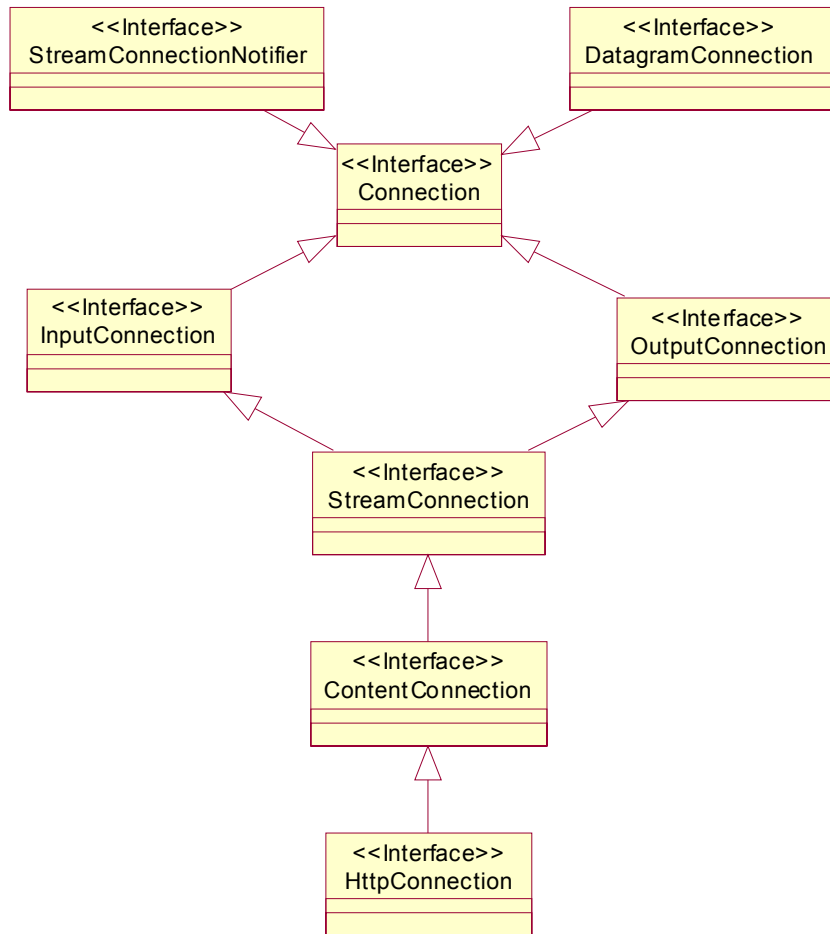 <<Interface>>
StreamConnectionNotifier
<<Interface>>
DatagramConnection
<<Interface>>
Connection
<<Interface>>
InputConnection
<<Interface>>
OutputConnection
<<Interface>>
StreamConnection
<<Interface>>
ContentConnection
<<Interface>>
HttpConnection